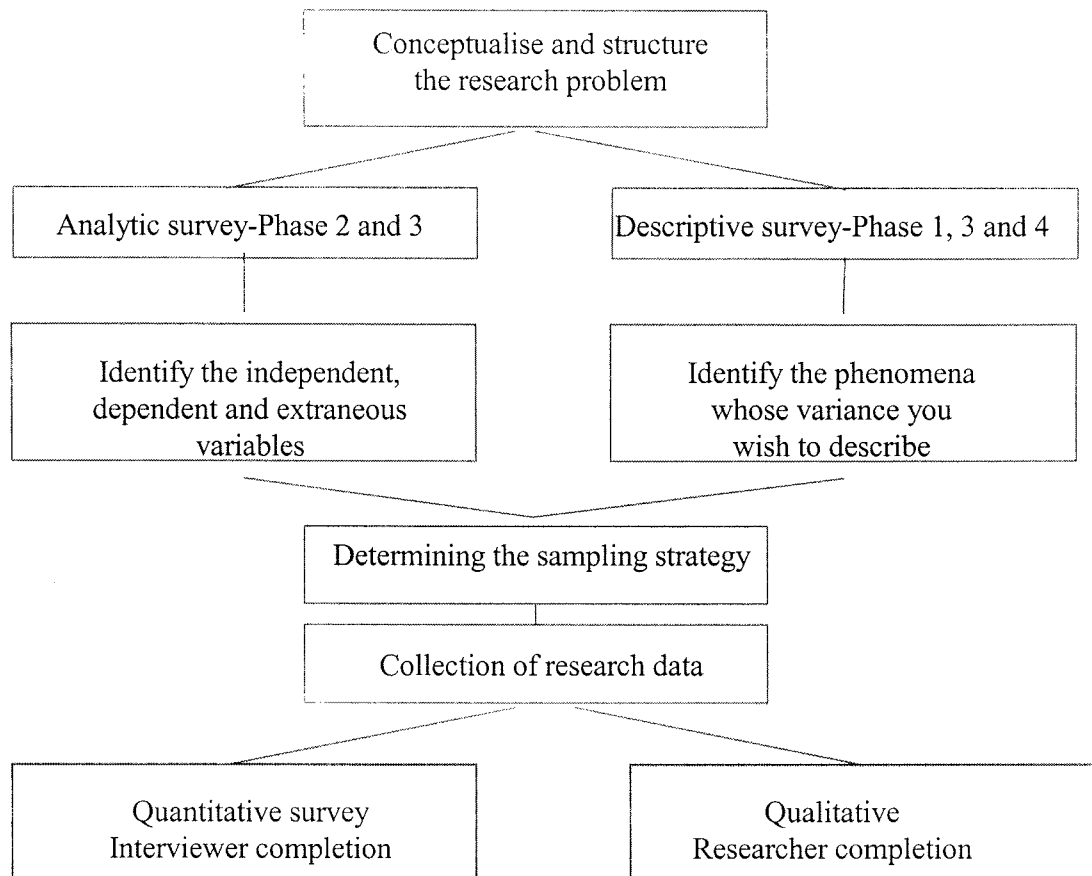 Conceptualise and structure
the research problem
Analytic survey-Phase 2 and 3
Descriptive survey-Phase 1, 3 and 4
Identify the independent,
dependent and extraneous
variables
Identify the phenomena
whose variance you
wish to describe
Determining the sampling strategy
Collection of research data
Quantitative survey
Interviewer completion
Qualitative
Researcher completion